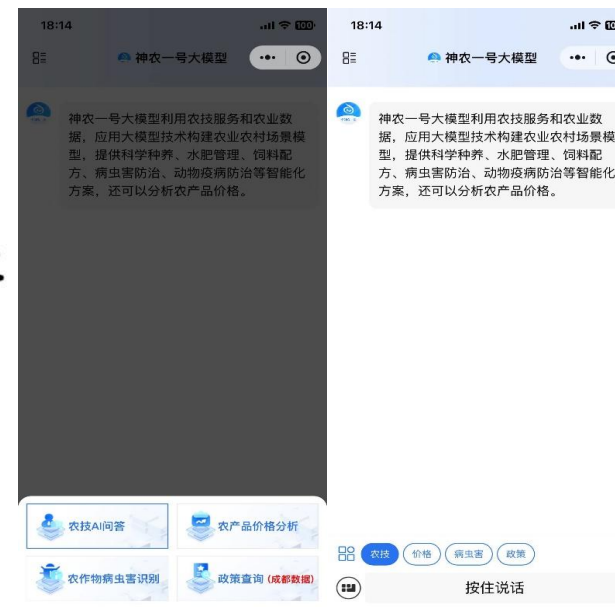 18:14
100
神农一号大模型
神农一号大模型利用农技服务和农业数
据，应用大模型技术构建农业农村场景模
型，提供科学种养、水肥管理、饲料配
方、病虫害防治、动物疫病防治等智能化
方案，还可以分析农产品价格。
农技AI问答
农产品价格分析
农作物病虫害识别
政策查询 (成都数据)
18:14
神农一号大模型
神农一号大模型利用农技服务和农业数
据，应用大模型技术构建农业农村场景模
型，提供科学种养、水肥管理、饲料配
方、病虫害防治、动物疫病防治等智能化
方案，还可以分析农产品价格。
农技
价格
病虫害
政策
按住说话